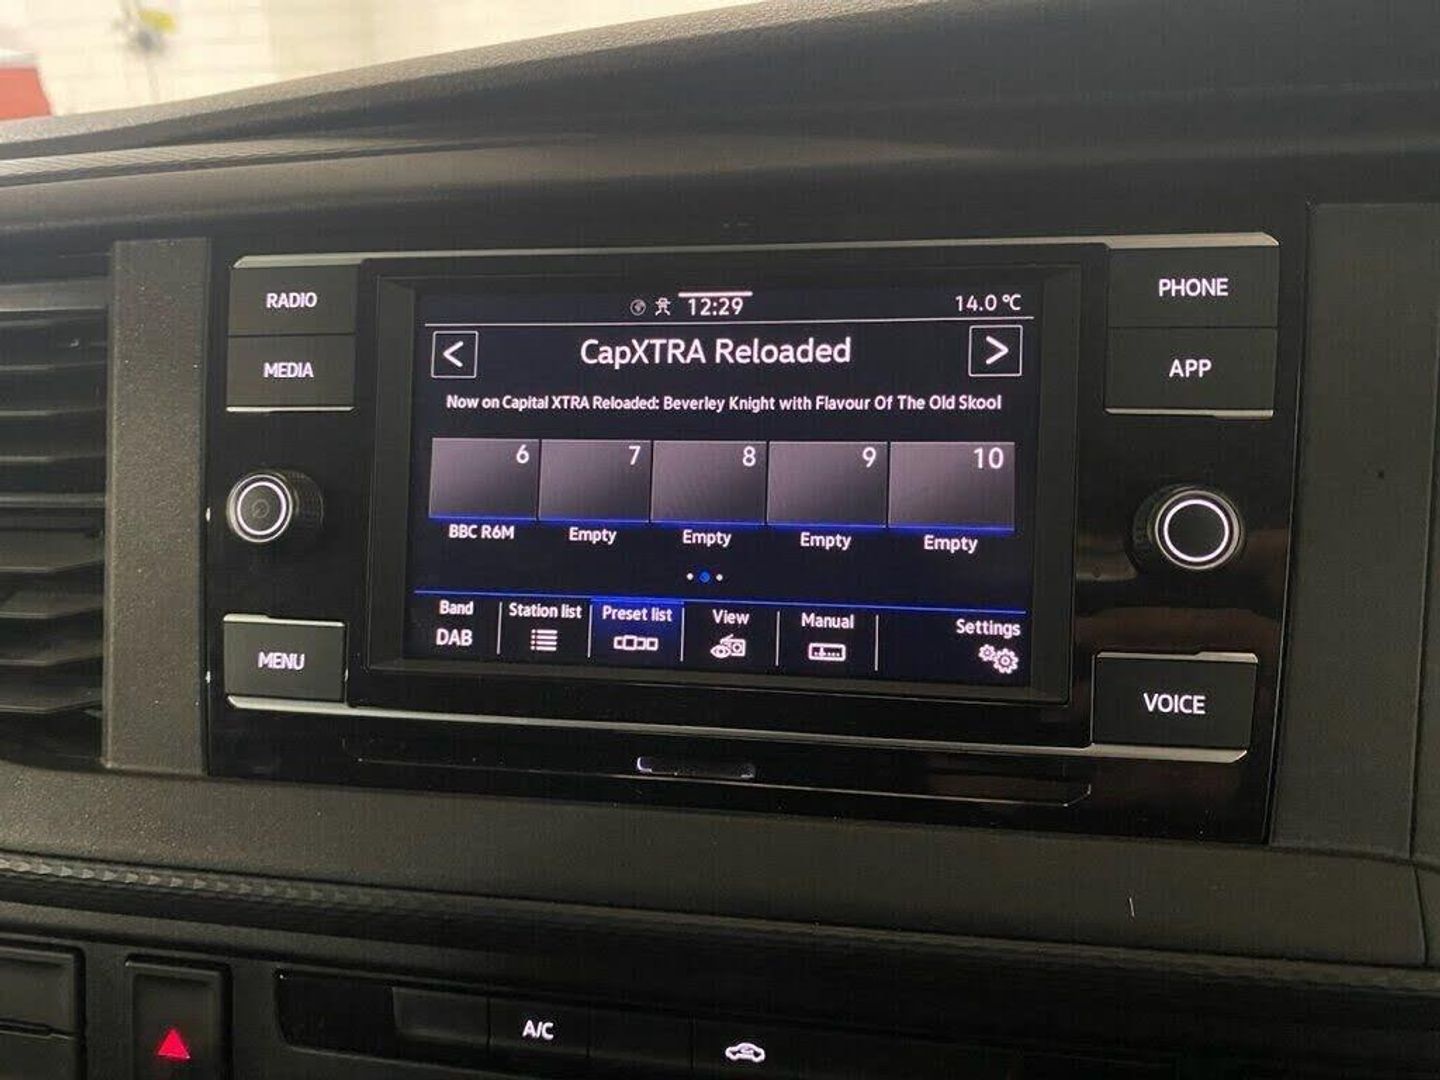 RADIO
MEDIA
MENU
12:29
14.0 °C
<
CapXTRA Reloaded
>
Now on Capital XTRA Reloaded: Beverley Knight with Flavour Of The Old Skool
6 7 8 9 10
BBC R6M Empty Empty Empty Empty
Band Station list Preset list View Manual Settings
DAB
PHONE
APP
VOICE
A/C